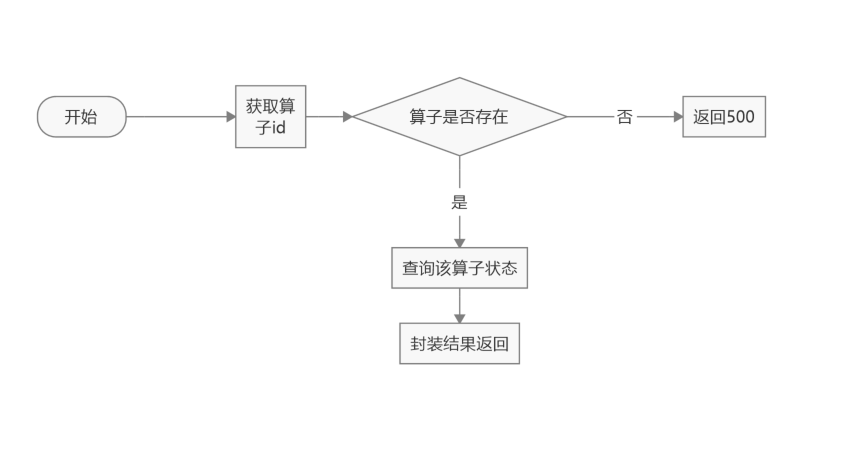 开始
获取算
子id
算子是否存在
否
返回500
是
查询该算子状态
封装结果返回